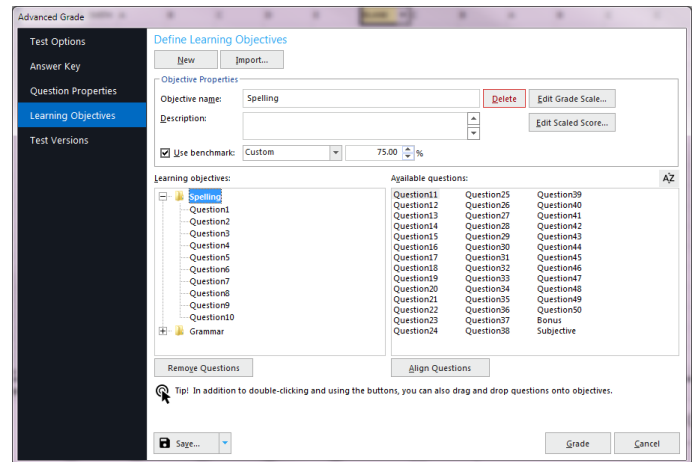 Advanced Grade
Test Options
Answer Key
Question Properties
Learning Objectives
Test Versions
Define Learning Objectives
New Import...
Objective Properties
Objective name: Spelling Delete Edit Grade Scale...
Description: Edit Scaled Score...
Use benchmark: Custom 75.00 %
Learning objectives:
Spelling
Question1
Question2
Question3
Question4
Question5
Question6
Question7
Question8
Question9
Question10
Grammar
Remove Questions
Available questions: AZ
Question11 Question25 Question39
Question12 Question26 Question40
Question13 Question27 Question41
Question14 Question28 Question42
Question15 Question29 Question43
Question16 Question30 Question44
Question17 Question31 Question45
Question18 Question32 Question46
Question19 Question33 Question47
Question20 Question34 Question48
Question21 Question35 Question49
Question22 Question36 Question50
Question23 Question37 Bonus
Question24 Question38 Subjective
Align Questions
Tip! In addition to double-clicking and using the buttons, you can also drag and drop questions onto objectives.
Save... Grade Cancel